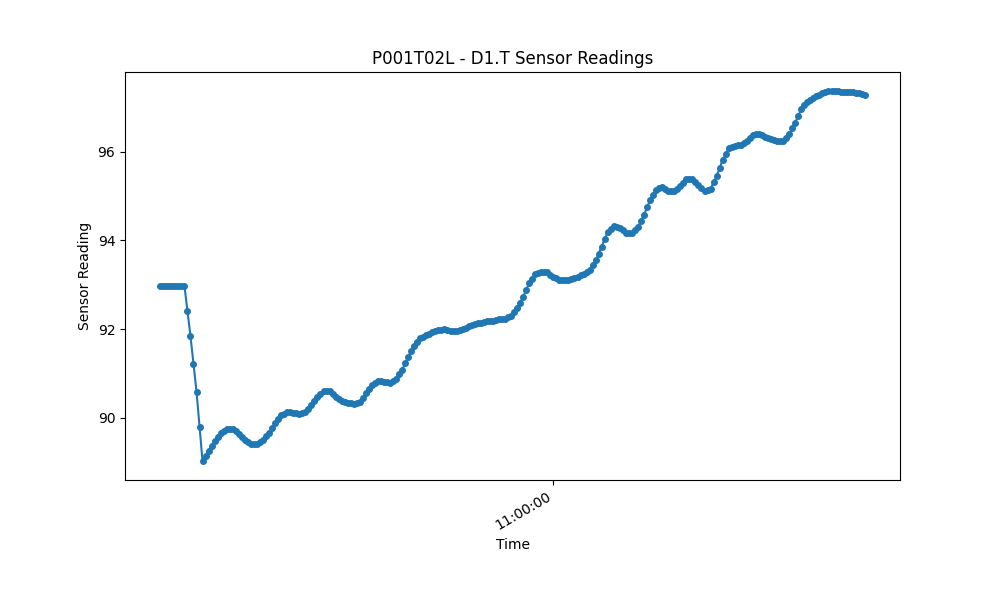 P001T02L - D1.T Sensor Readings
Sensor Reading
96
94
92
90
11:00:00
Time